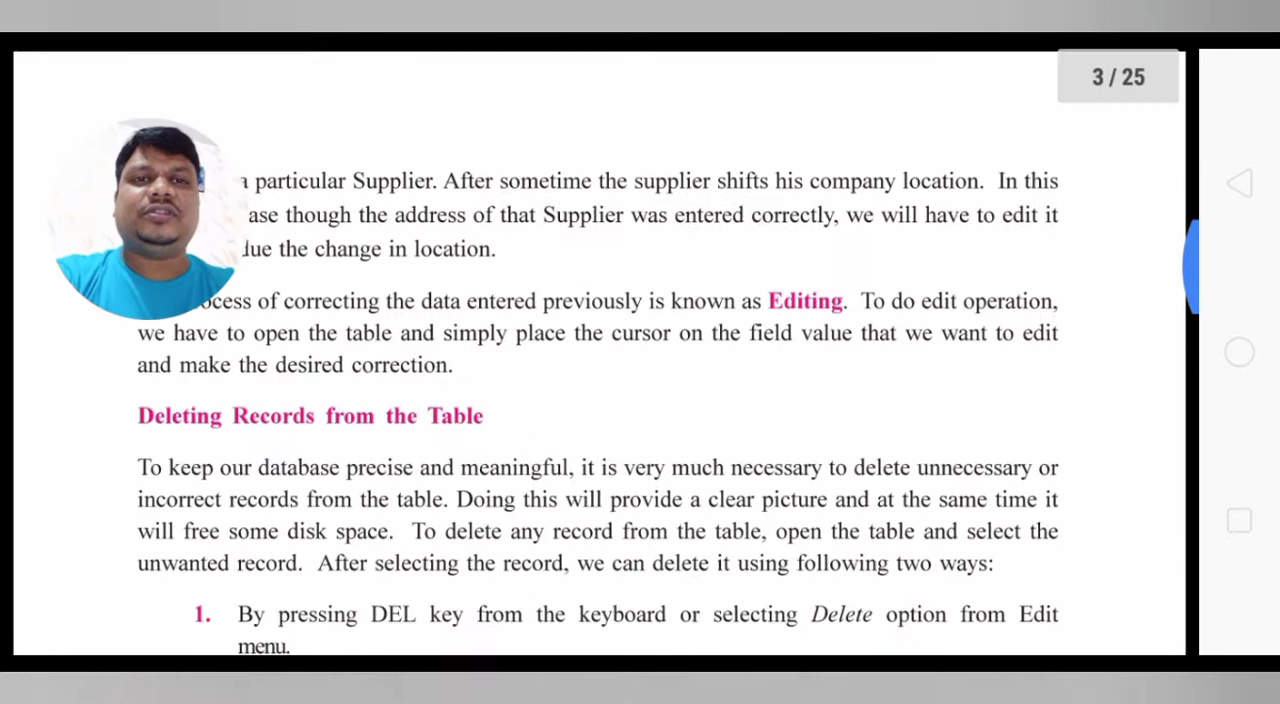 3 / 25
particular Supplier. After sometime the supplier shifts his company location. In this
ase though the address of that Supplier was entered correctly, we will have to edit it
the change in location.
ocess of correcting the data entered previously is known as Editing. To do edit operation,
we have to open the table and simply place the cursor on the field value that we want to edit
and make the desired correction.
Deleting Records from the Table
To keep our database precise and meaningful, it is very much necessary to delete unnecessary or
incorrect records from the table. Doing this will provide a clear picture and at the same time it
will free some disk space. To delete any record from the table, open the table and select the
unwanted record. After selecting the record, we can delete it using following two ways:
1. By pressing DEL key from the keyboard or selecting Delete option from Edit
menu.